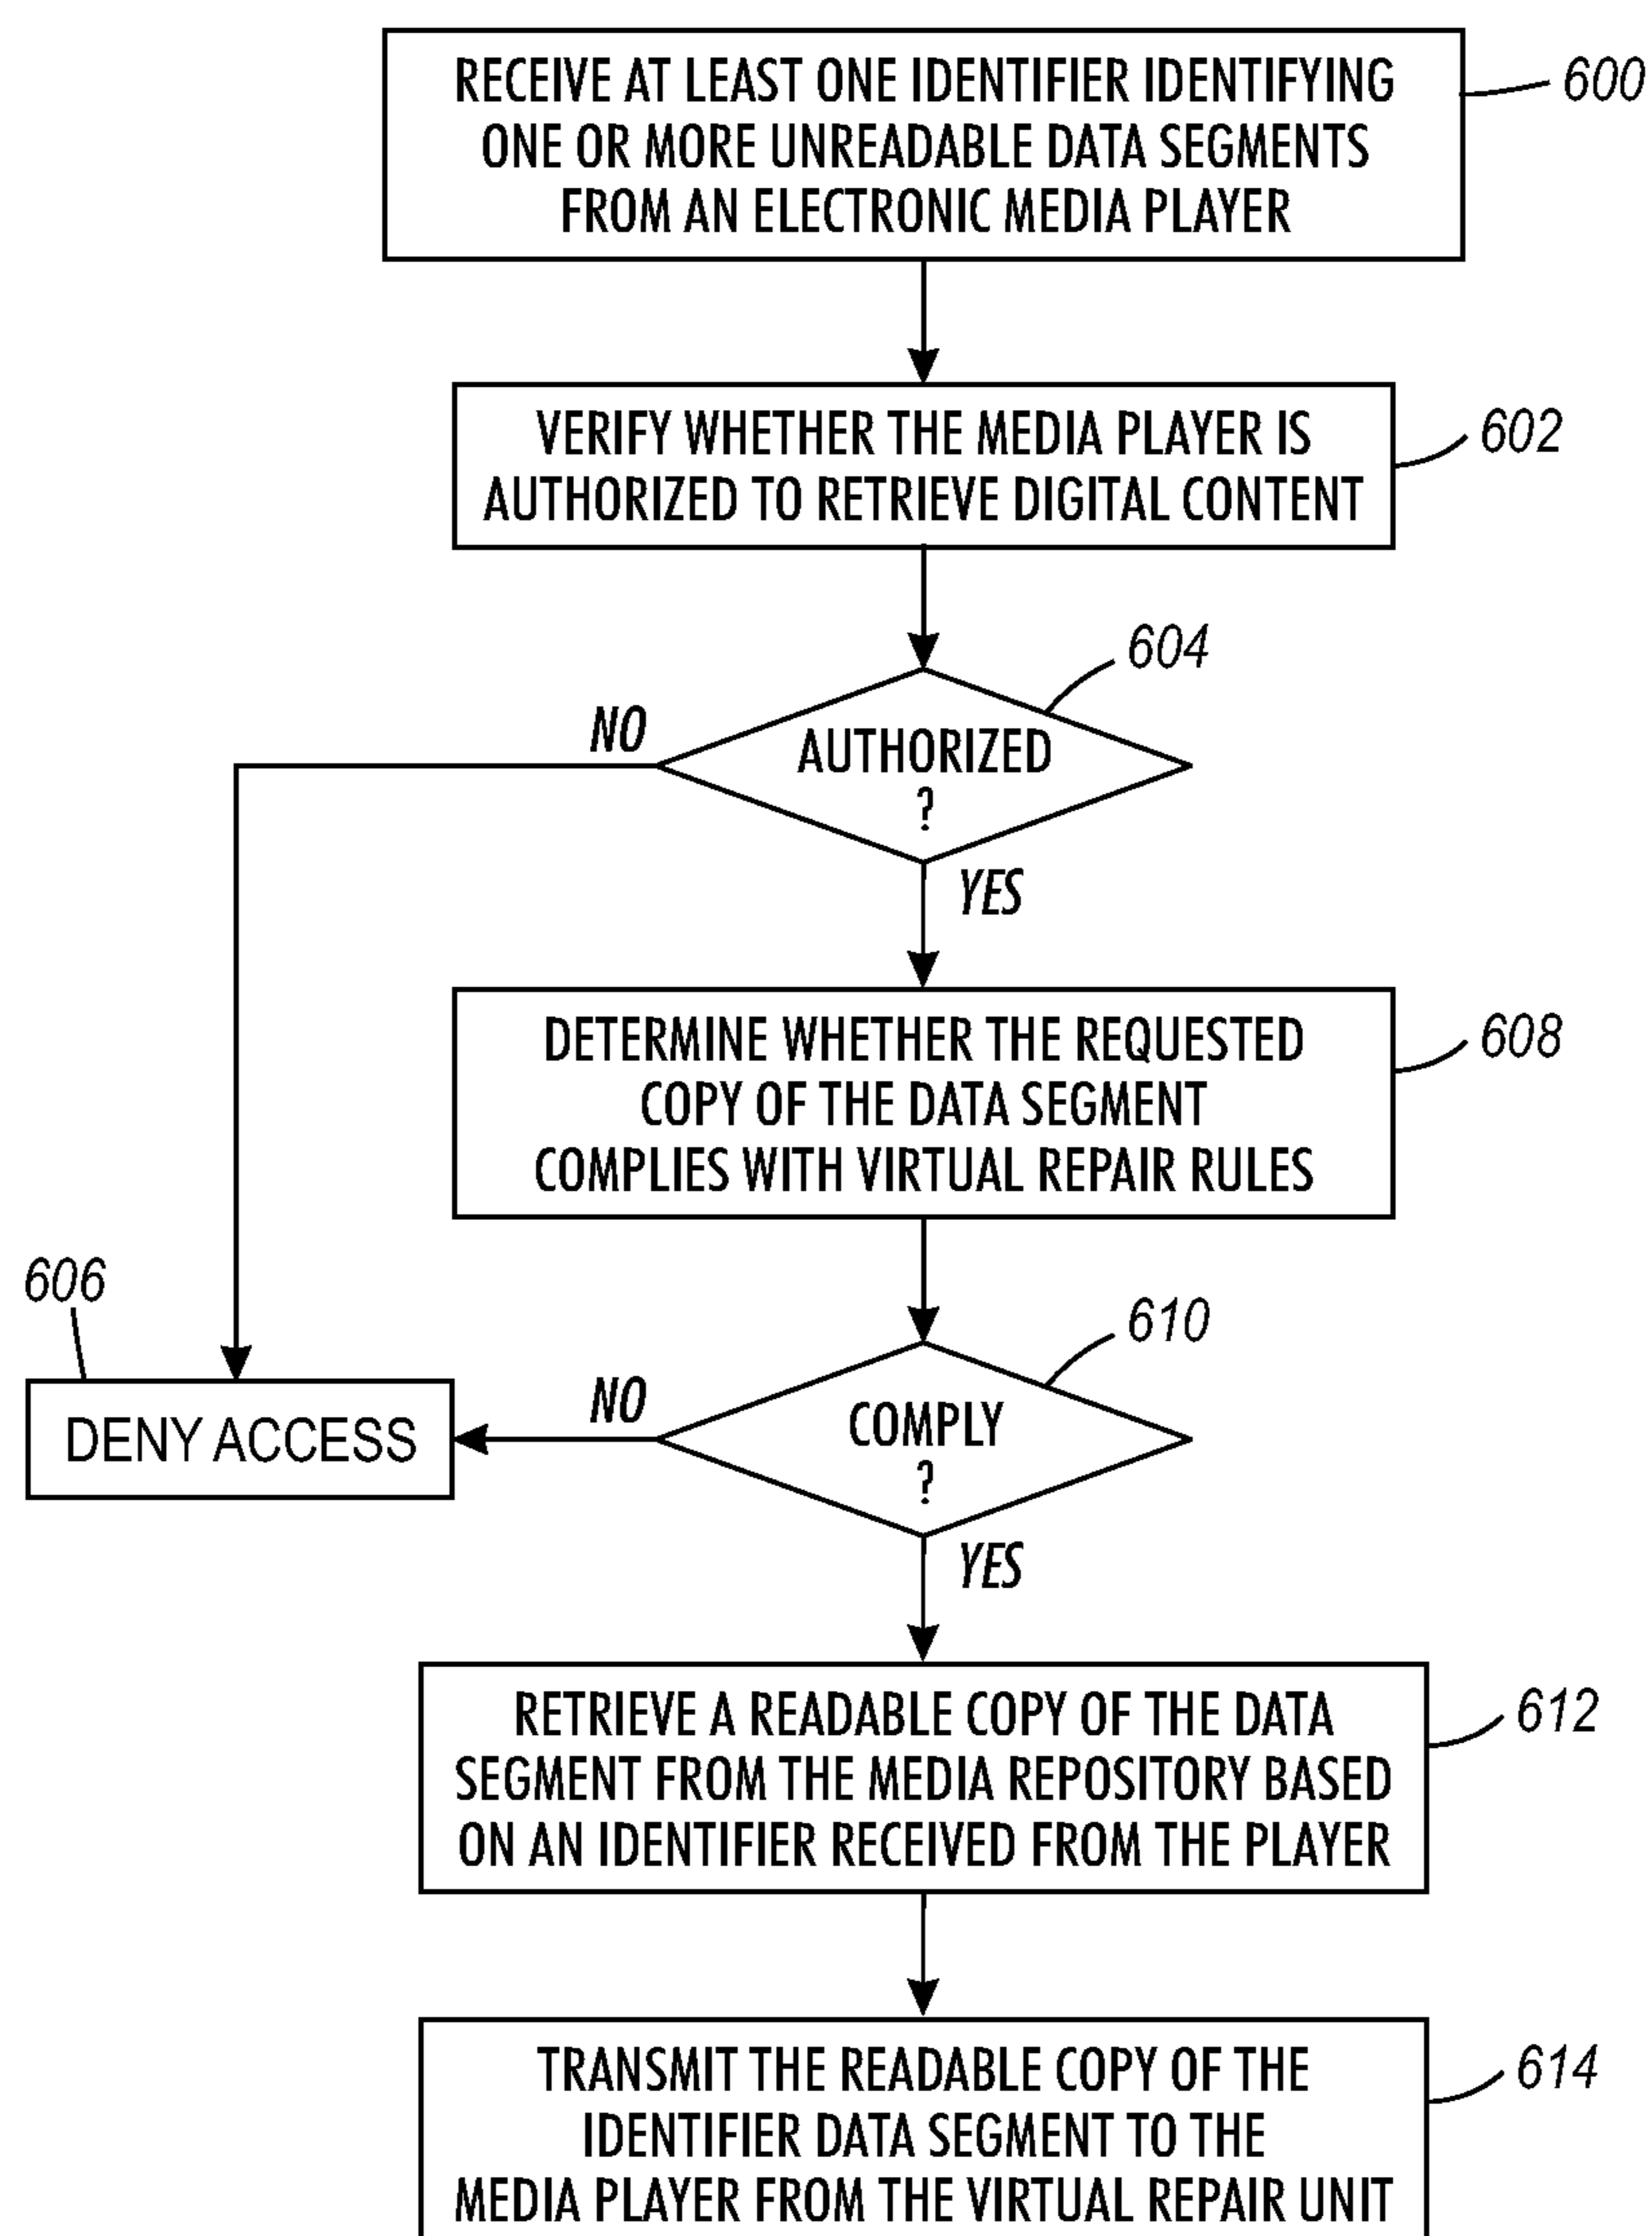 RECEIVE AT LEAST ONE IDENTIFIER IDENTIFYING
ONE OR MORE UNREADABLE DATA SEGMENTS
FROM AN ELECTRONIC MEDIA PLAYER
600
VERIFY WHETHER THE MEDIA PLAYER IS
AUTHORIZED TO RETRIEVE DIGITAL CONTENT
602
604
NO
AUTHORIZED
?
YES
DETERMINE WHETHER THE REQUESTED
COPY OF THE DATA SEGMENT
COMPLIES WITH VIRTUAL REPAIR RULES
608
606
DENY ACCESS
610
NO
COMPLY
?
YES
RETRIEVE A READABLE COPY OF THE DATA
SEGMENT FROM THE MEDIA REPOSITORY BASED
ON AN IDENTIFIER RECEIVED FROM THE PLAYER
612
TRANSMIT THE READABLE COPY OF THE
IDENTIFIER DATA SEGMENT TO THE
MEDIA PLAYER FROM THE VIRTUAL REPAIR UNIT
614